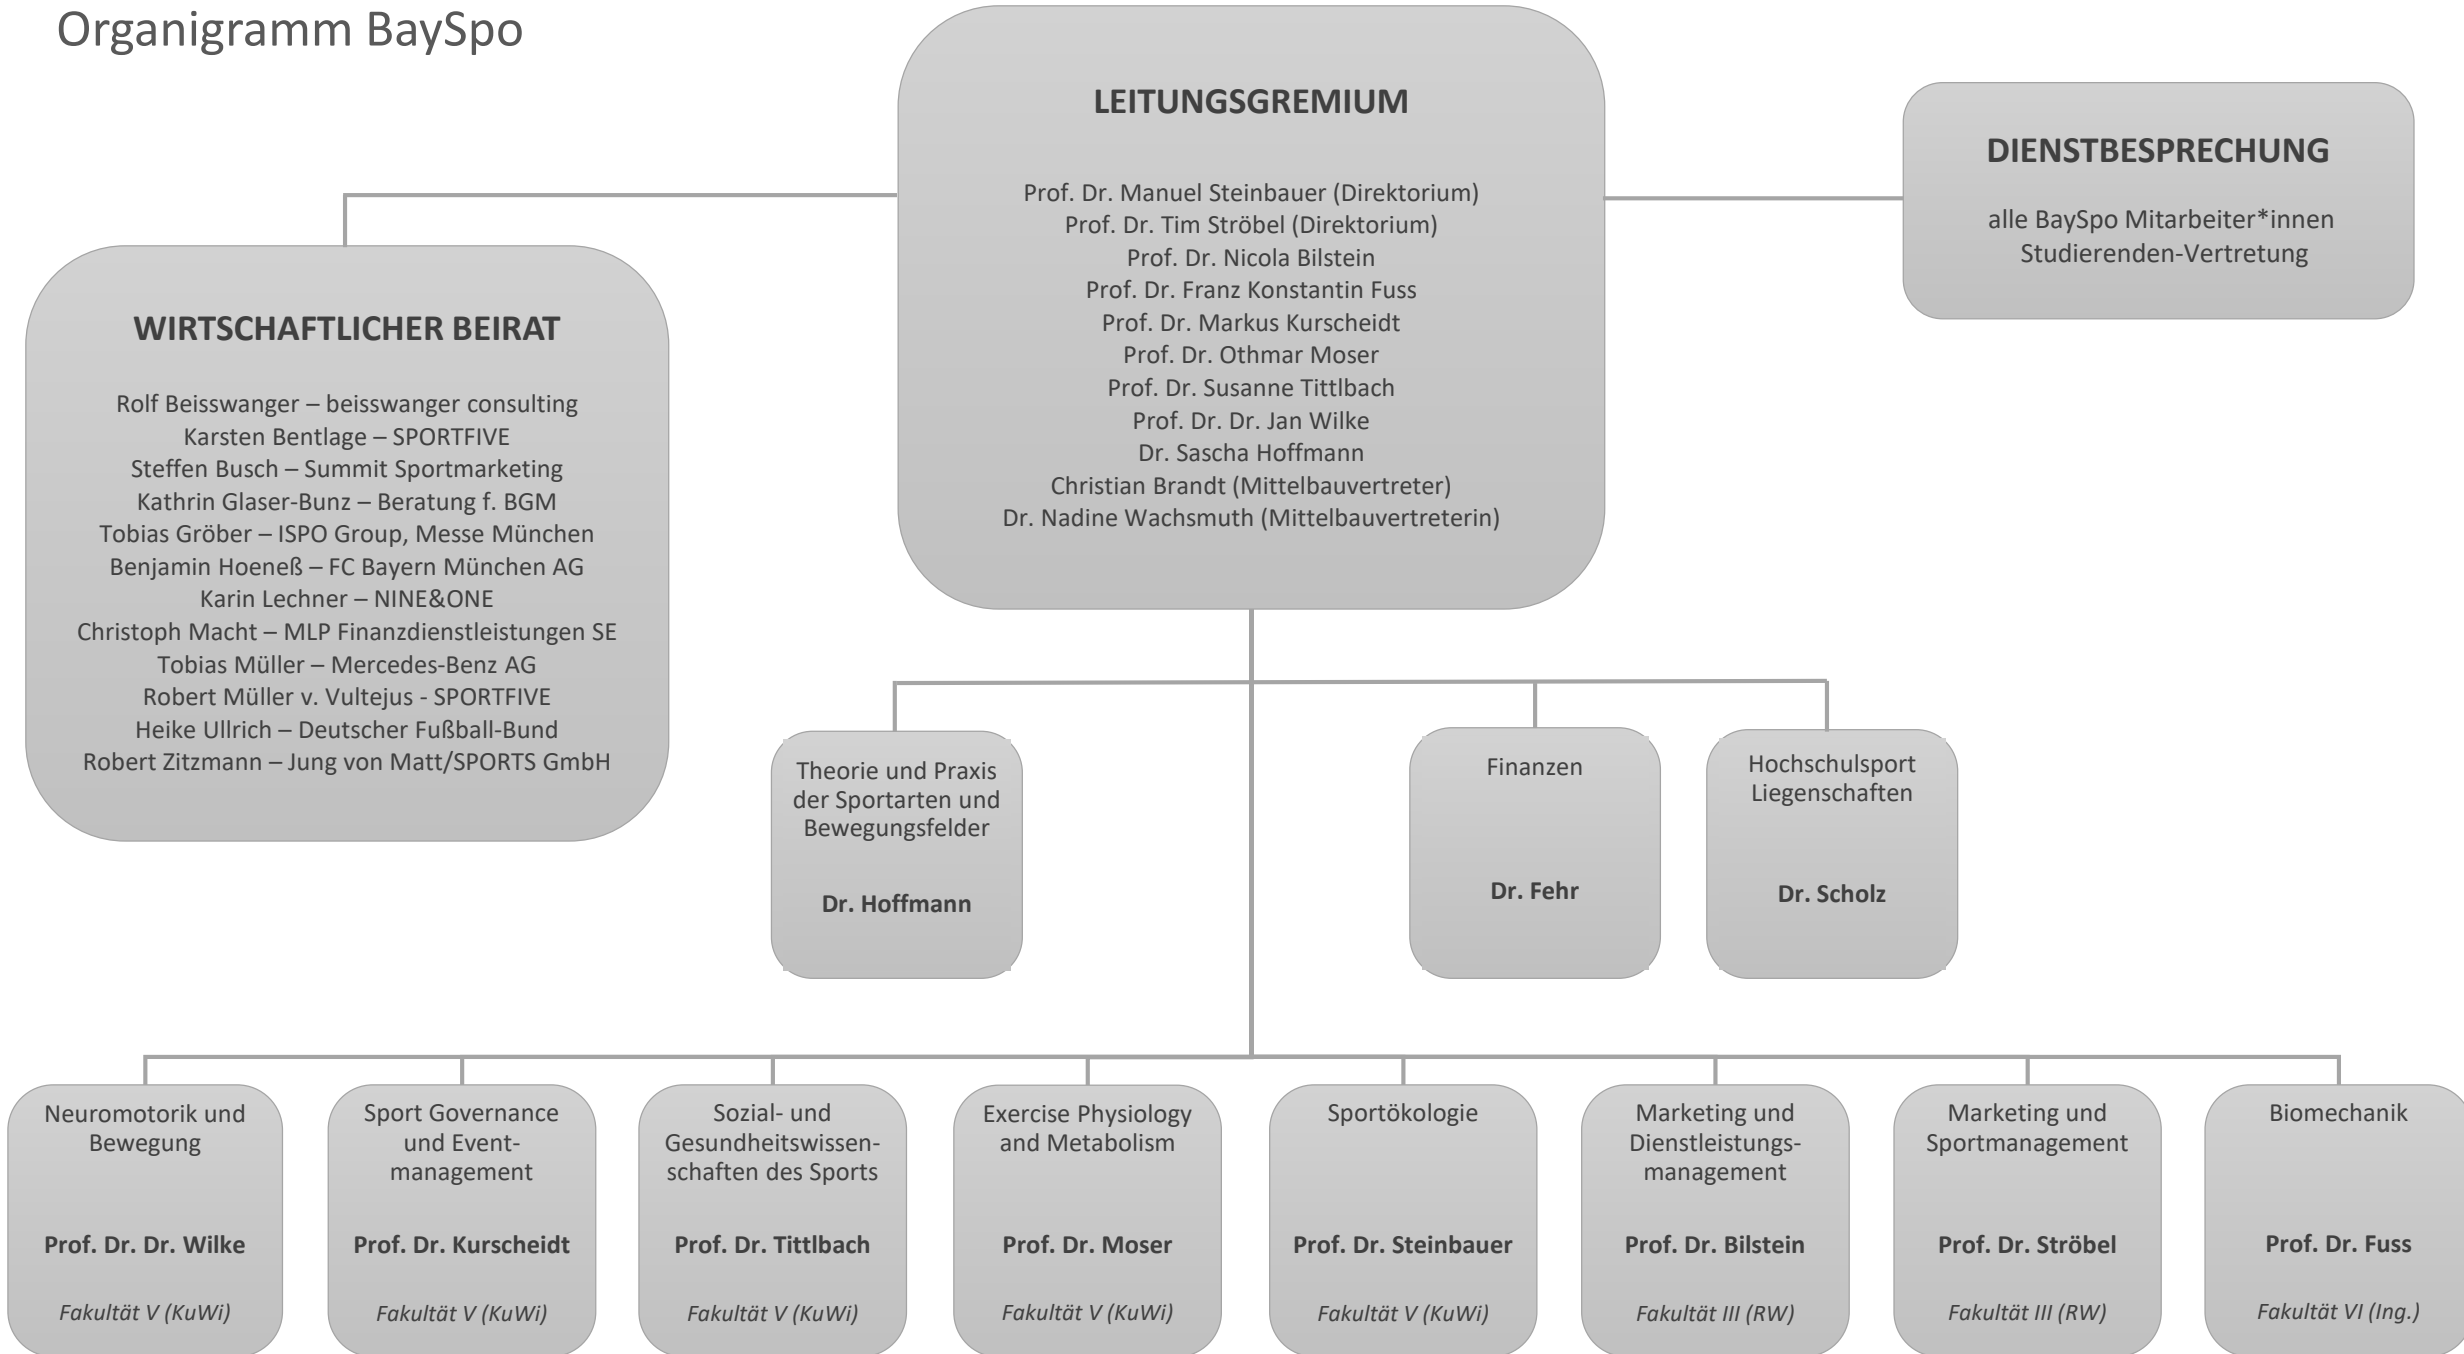 Organigramm BaySpo
LEITUNGSGREMIUM
Prof. Dr. Manuel Steinbauer (Direktorium)
Prof. Dr. Tim Ströbel (Direktorium)
Prof. Dr. Nicola Bilstein
Prof. Dr. Franz Konstantin Fuss
Prof. Dr. Markus Kurscheidt
Prof. Dr. Othmar Moser
Prof. Dr. Susanne Tittlbach
Prof. Dr. Dr. Jan Wilke
Dr. Sascha Hoffmann
Christian Brandt (Mittelbauvertreter)
Dr. Nadine Wachsmuth (Mittelbauvertreterin)
DIENSTBESPRECHUNG
alle BaySpo Mitarbeiter*innen
Studierenden-Vertretung
WIRTSCHAFTLICHER BEIRAT
Rolf Beisswanger – beisswanger consulting
Karsten Bentlage – SPORTFIVE
Steffen Busch – Summit Sportmarketing
Kathrin Glaser-Bunz – Beratung f. BGM
Tobias Gröber – ISPO Group, Messe München
Benjamin Hoeneß – FC Bayern München AG
Karin Lechner – NINE&ONE
Christoph Macht – MLP Finanzdienstleistungen SE
Tobias Müller – Mercedes-Benz AG
Robert Müller v. Vultejus - SPORTFIVE
Heike Ullrich – Deutscher Fußball-Bund
Robert Zitzmann – Jung von Matt/SPORTS GmbH
Theorie und Praxis
der Sportarten und
Bewegungsfelder
Dr. Hoffmann
Finanzen
Dr. Fehr
Hochschulsport
Liegenschaften
Dr. Scholz
Neuromotorik und
Bewegung
Prof. Dr. Dr. Wilke
Fakultät V (KuWi)
Sport Governance
und Event-
management
Prof. Dr. Kurscheidt
Fakultät V (KuWi)
Sozial- und
Gesundheitswissen-
schaften des Sports
Prof. Dr. Tittlbach
Fakultät V (KuWi)
Exercise Physiology
and Metabolism
Prof. Dr. Moser
Fakultät V (KuWi)
Sportökologie
Prof. Dr. Steinbauer
Fakultät V (KuWi)
Marketing und
Dienstleistungs-
management
Prof. Dr. Bilstein
Fakultät III (RW)
Marketing und
Sportmanagement
Prof. Dr. Ströbel
Fakultät III (RW)
Biomechanik
Prof. Dr. Fuss
Fakultät VI (Ing.)